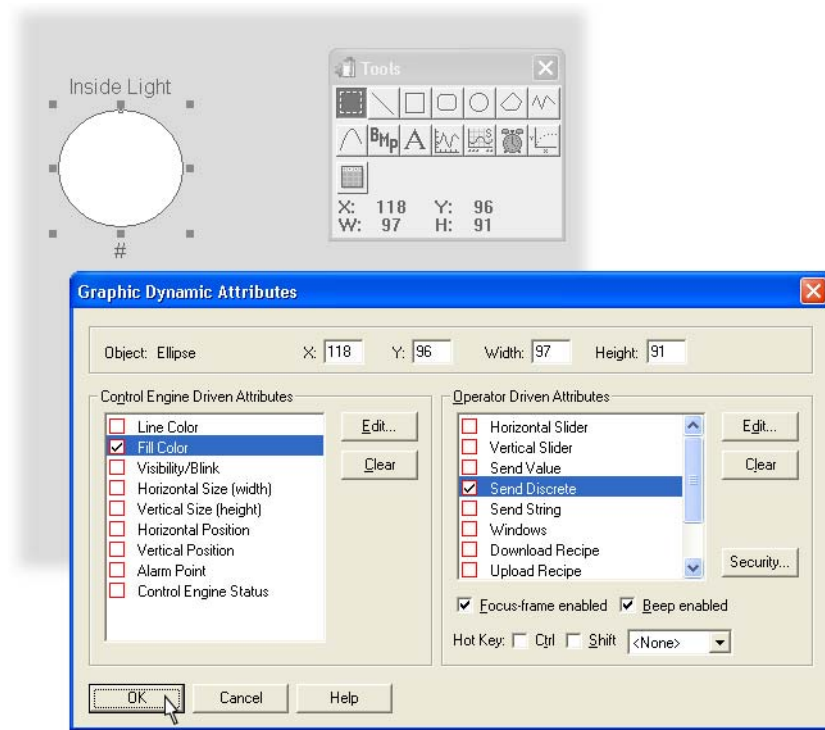 Inside Light
#
Tools
BMP A
X: 118 Y: 96
W: 97 H: 91
Graphic Dynamic Attributes
Object: Ellipse X: 118 Y: 96 Width: 97 Height: 91
Control Engine Driven Attributes
Line Color
Fill Color
Visibility/Blink
Horizontal Size (width)
Vertical Size (height)
Horizontal Position
Vertical Position
Alarm Point
Control Engine Status
Edit...
Clear
Operator Driven Attributes
Horizontal Slider
Vertical Slider
Send Value
Send Discrete
Send String
Windows
Download Recipe
Upload Recipe
Edit...
Clear
Security...
Focus-frame enabled Beep enabled
Hot Key: Ctrl Shift <None>
OK Cancel Help